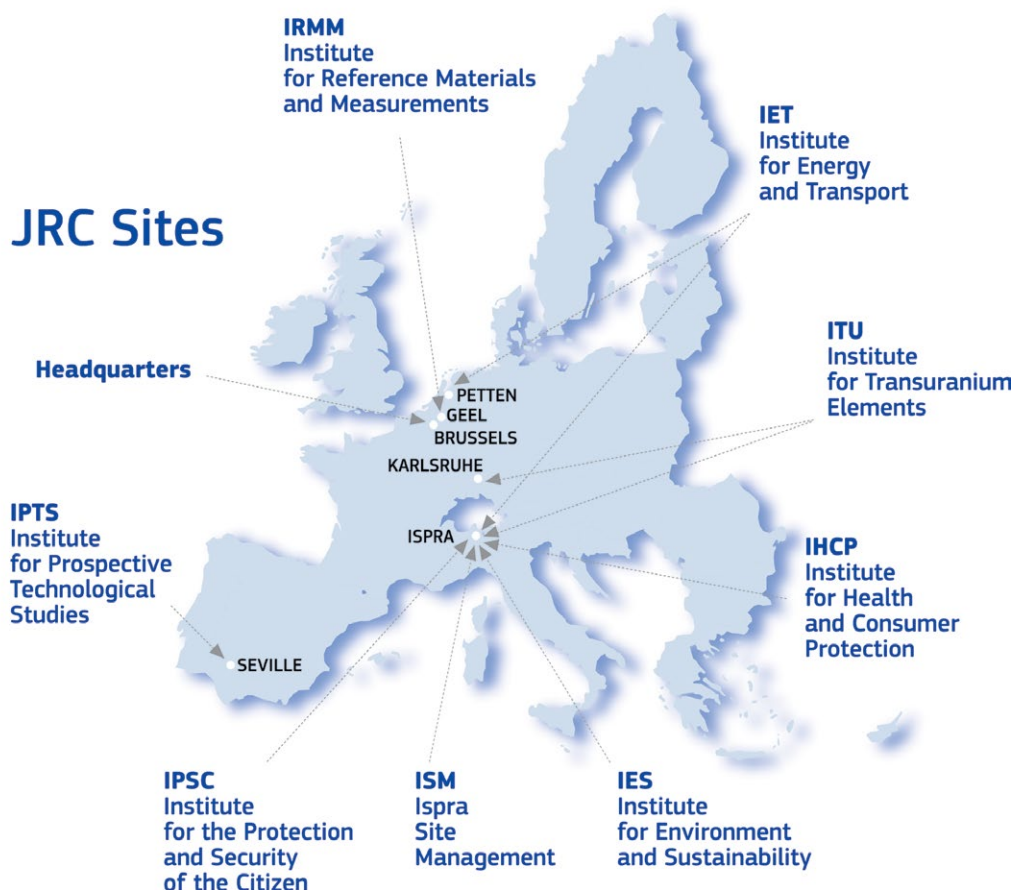 IRMM
Institute
for Reference Materials
and Measurements
IET
Institute
for Energy
and Transport
JRC Sites
ITU
Institute
for Transuranium
Elements
Headquarters
PETTEN
GEEL
BRUSSELS
KARLSRUHE
IPTS
Institute
for Prospective
Technological
Studies
ISPRA
IHCP
Institute
for Health
and Consumer
Protection
SEVILLE
IPSC
Institute
for the Protection
and Security
of the Citizen
ISM
Ispra
Site
Management
IES
Institute
for Environment
and Sustainability